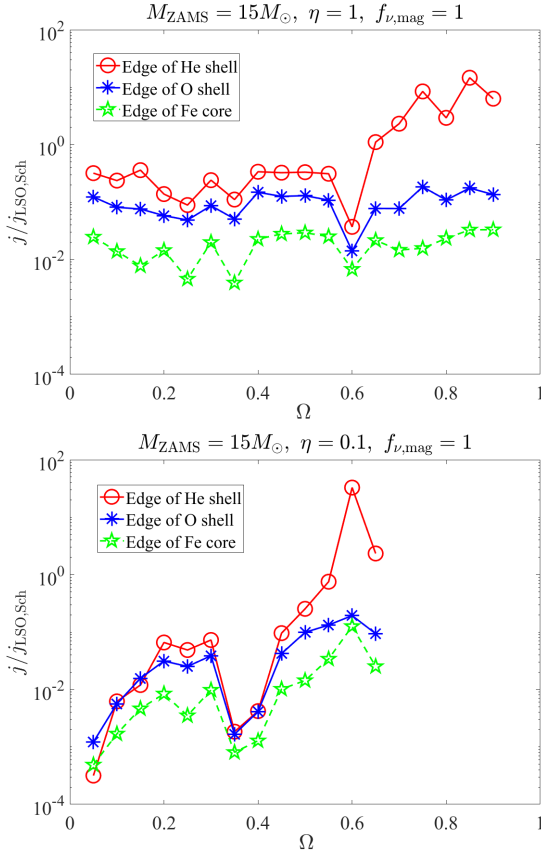 M_ZAMS = 15M_⊙, η = 1, f_ν,mag = 1
10^2
Edge of He shell
Edge of O shell
Edge of Fe core
10^0
j/j_LSO,Sch
10^-2
10^-4
0 0.2 0.4 0.6 0.8 1
Ω
M_ZAMS = 15M_⊙, η = 0.1, f_ν,mag = 1
10^2
Edge of He shell
Edge of O shell
Edge of Fe core
10^0
j/j_LSO,Sch
10^-2
10^-4
0 0.2 0.4 0.6 0.8 1
Ω